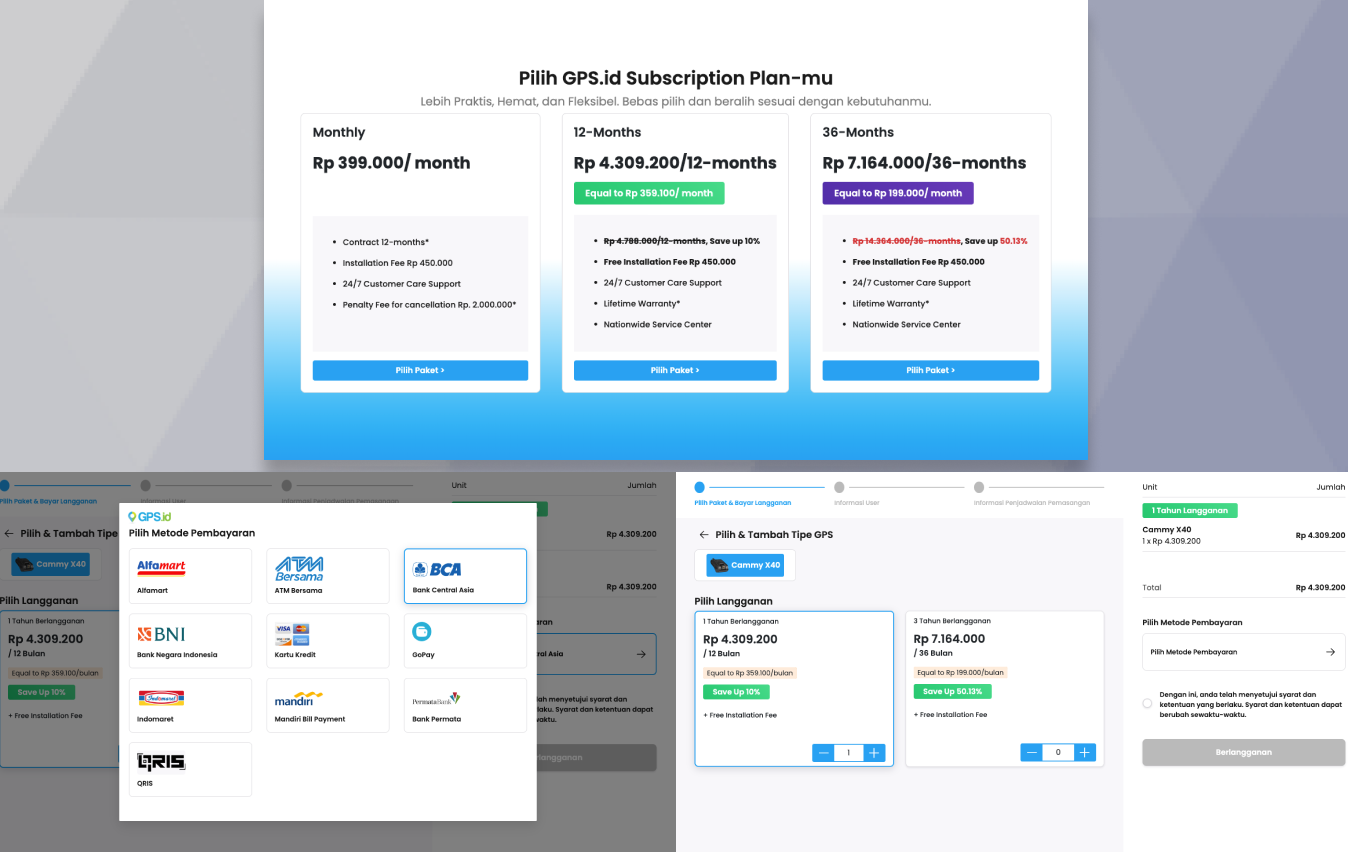 Pilih GPS.id Subscription Plan-mu
Lebih Praktis, Hemat, dan Fleksibel. Bebas pilih dan beralih sesuai dengan kebutuhanmu.
Monthly
Rp 399.000/ month
Contract 12-months*
Installation Fee Rp 450.000
24/7 Customer Care Support
Penalty Fee for cancellation Rp. 2.000.000*
Pilih Paket >
12-Months
Rp 4.309.200/12-months
Equal to Rp 359.100/ month
Rp 4.788.000/12-months, Save up 10%
Free Installation Fee Rp 450.000
24/7 Customer Care Support
Lifetime Warranty*
Nationwide Service Center
Pilih Paket >
36-Months
Rp 7.164.000/36-months
Equal to Rp 199.000/ month
Rp 14.364.000/36-months, Save up 50.13%
Free Installation Fee Rp 450.000
24/7 Customer Care Support
Lifetime Warranty*
Nationwide Service Center
Pilih Paket >
Pilih Paket & Bayar Langganan
Informasi User
Informasi Penjadwalan Pemasangan
Unit
Jumlah
Pilih & Tambah Tipe
Cammy X40
Pilih Langganan
1 Tahun Berlangganan
Rp 4.309.200
/ 12 Bulan
Equal to Rp 359.100/bulan
Save Up 10%
+ Free Installation Fee
GPS.id
Pilih Metode Pembayaran
Alfamart
Alfamart
ATM
Bersama
ATM Bersama
BCA
Bank Central Asia
BNI
Bank Negara Indonesia
VISA
Kartu Kredit
GoPay
Indomaret
Indomaret
mandiri
Mandiri Bill Payment
PermataBank
Bank Permata
QRIS
QRIS
Rp 4.309.200
Rp 4.309.200
aran
ral Asia
lah menyetujui syarat dan
laku. Syarat dan ketentuan dapat
waktu.
langganan
Pilih Paket & Bayar Langganan
Informasi User
Informasi Penjadwalan Pemasangan
Pilih & Tambah Tipe GPS
Cammy X40
Pilih Langganan
1 Tahun Berlangganan
Rp 4.309.200
/ 12 Bulan
Equal to Rp 359.100/bulan
Save Up 10%
+ Free Installation Fee
1
3 Tahun Berlangganan
Rp 7.164.000
/ 36 Bulan
Equal to Rp 199.000/bulan
Save Up 50.13%
+ Free Installation Fee
0
Unit
Jumlah
1 Tahun Langganan
Cammy X40
1 x Rp 4.309.200
Rp 4.309.200
Total
Rp 4.309.200
Pilih Metode Pembayaran
Pilih Metode Pembayaran
Dengan ini, anda telah menyetujui syarat dan
ketentuan yang berlaku. Syarat dan ketentuan dapat
berubah sewaktu-waktu.
Berlangganan